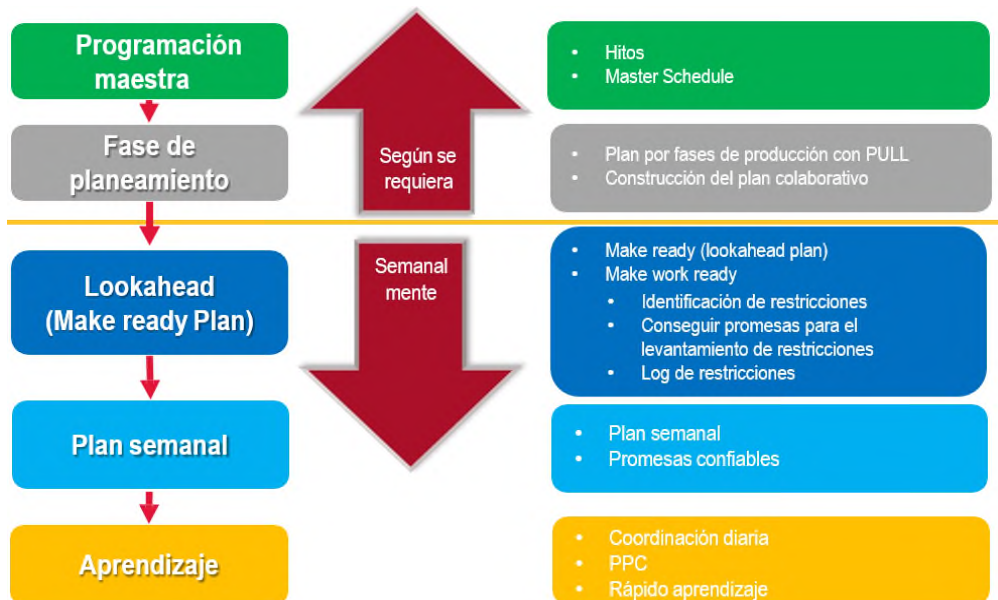 Programación
maestra
Según se
requiera
• Hitos
• Master Schedule
Fase de
planeamiento
• Plan por fases de producción con PULL
• Construcción del plan colaborativo
Lookahead
(Make ready Plan)
Semanal
mente
• Make ready (lookahead plan)
• Make work ready
• Identificación de restricciones
• Conseguir promesas para el
levantamiento de restricciones
• Log de restricciones
Plan semanal
• Plan semanal
• Promesas confiables
Aprendizaje
• Coordinación diaria
• PPC
• Rápido aprendizaje